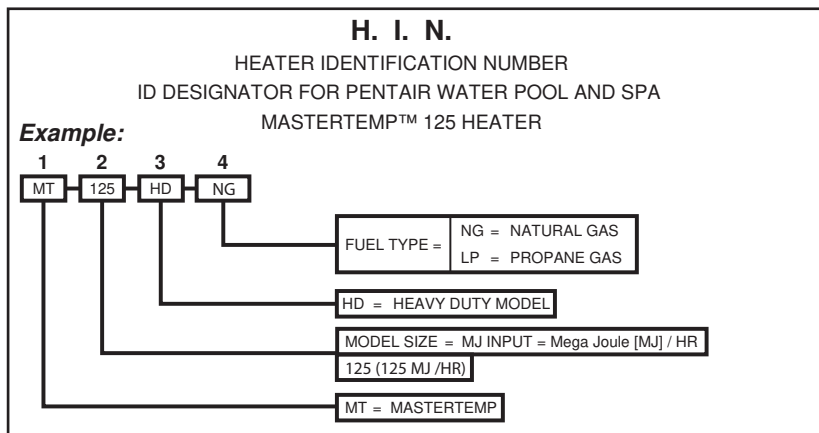 H. I. N.
HEATER IDENTIFICATION NUMBER
ID DESIGNATOR FOR PENTAIR WATER POOL AND SPA
MASTERTEMP™ 125 HEATER
Example:
1 2 3 4
MT 125 HD NG
FUEL TYPE = NG = NATURAL GAS
LP = PROPANE GAS
HD = HEAVY DUTY MODEL
MODEL SIZE = MJ INPUT = Mega Joule [MJ] / HR
125 (125 MJ /HR)
MT = MASTERTEMP